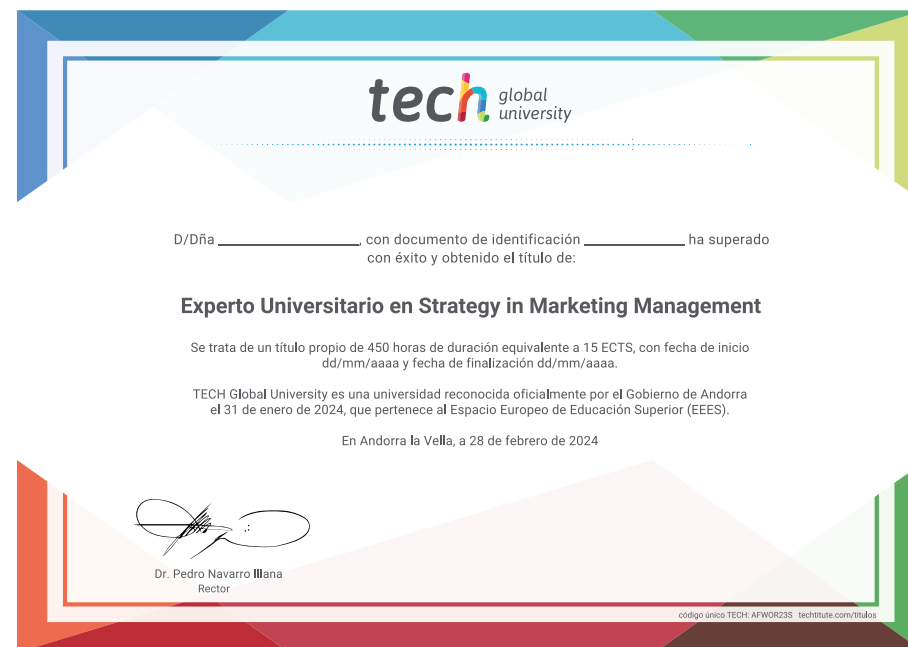 tech global university
D/Dña ____________________, con documento de identificación ______________ ha superado
con éxito y obtenido el título de:
Experto Universitario en Strategy in Marketing Management
Se trata de un título propio de 450 horas de duración equivalente a 15 ECTS, con fecha de inicio
dd/mm/aaaa y fecha de finalización dd/mm/aaaa.
TECH Global University es una universidad reconocida oficialmente por el Gobierno de Andorra
el 31 de enero de 2024, que pertenece al Espacio Europeo de Educación Superior (EEES).
En Andorra la Vella, a 28 de febrero de 2024
Dr. Pedro Navarro Illana
Rector
código único TECH: AFWOR23S techtitute.com/titulos